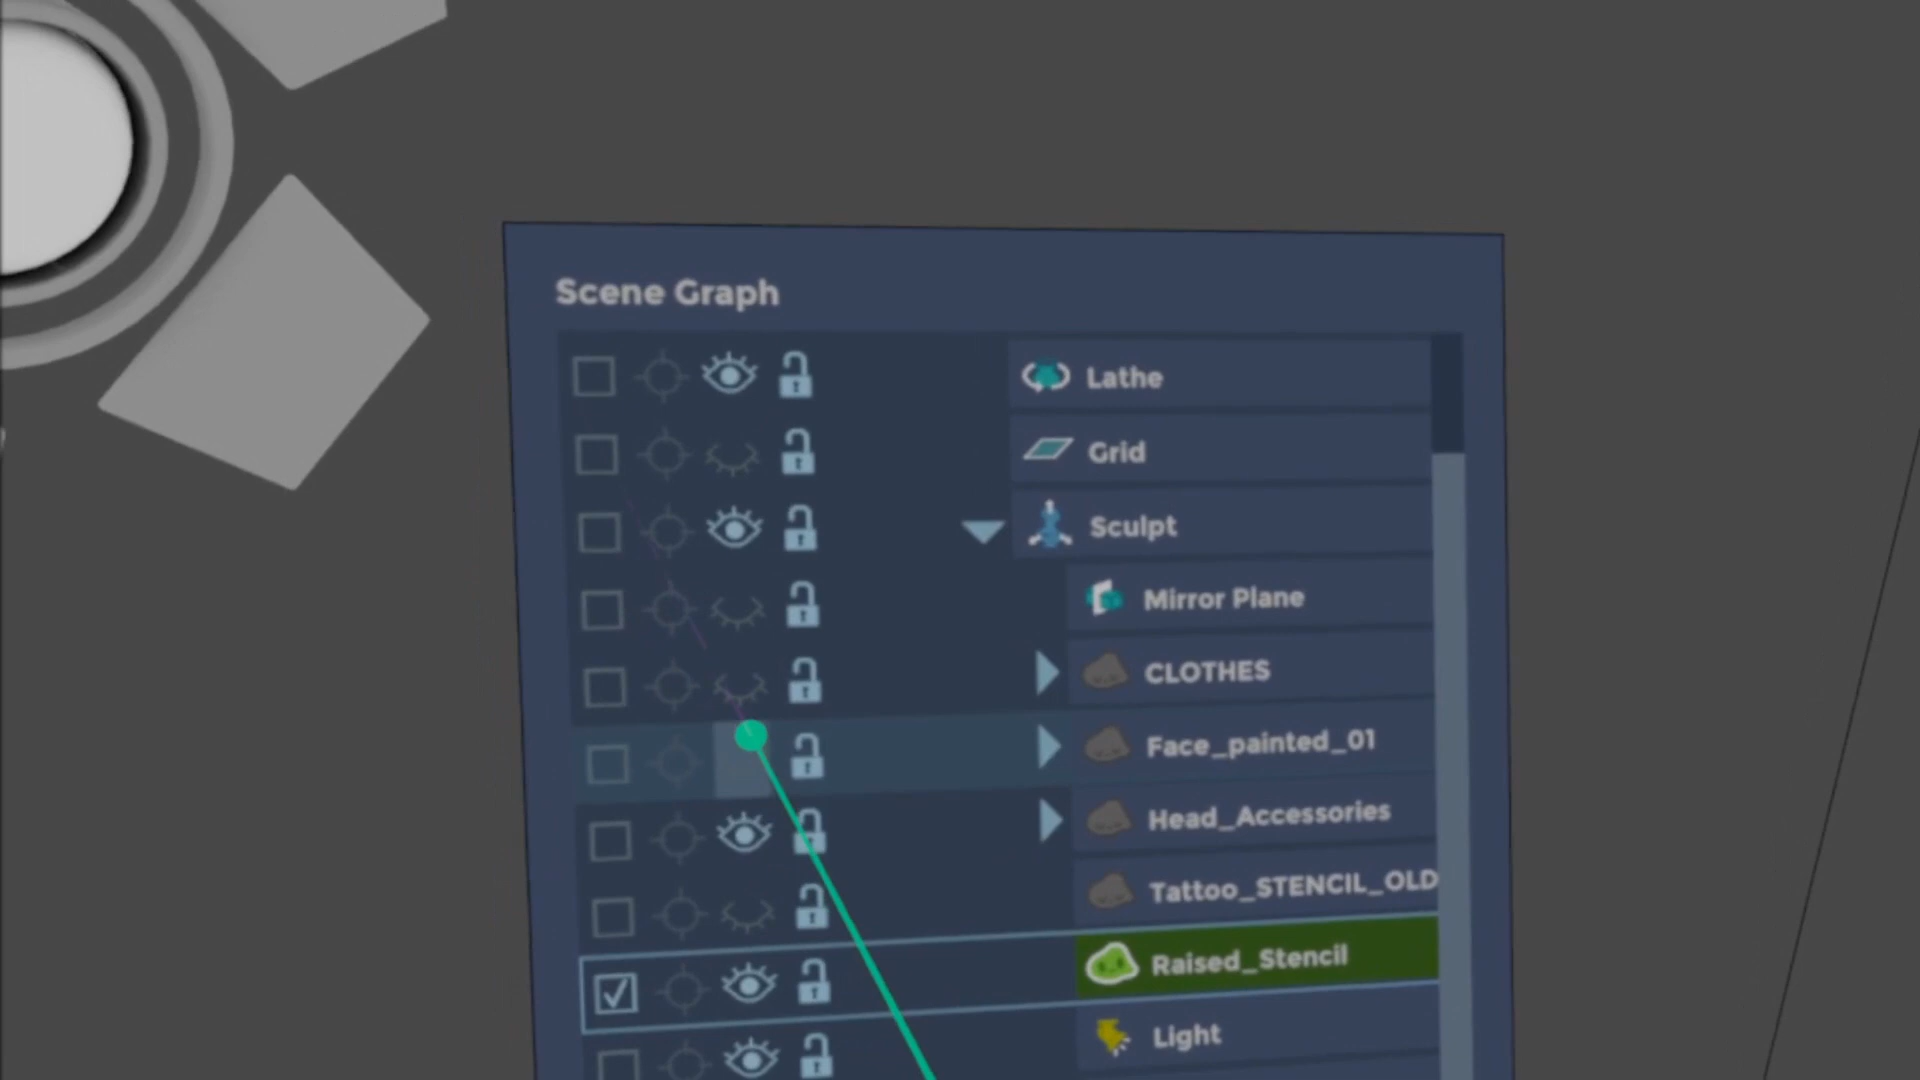 Scene Graph
Lathe
Grid
Sculpt
Mirror Plane
CLOTHES
Face_painted_01
Head_Accessories
Tattoo_STENCIL_OLD
Raised_Stencil
Light